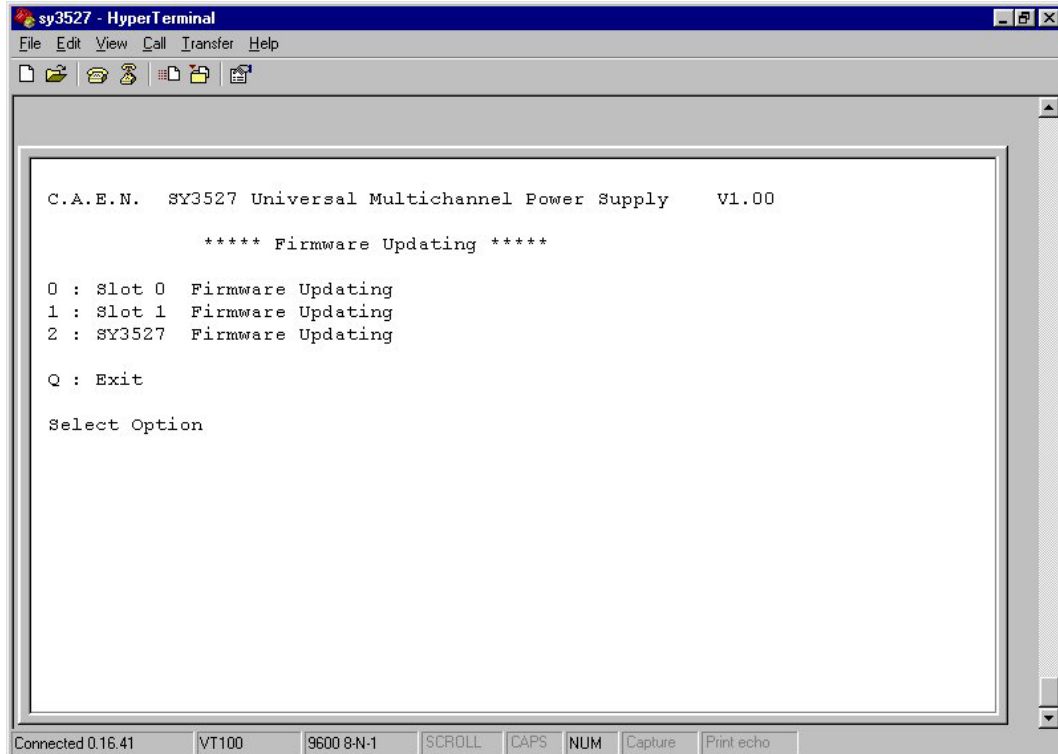 sy3527 - HyperTerminal
File Edit View Call Transfer Help
C.A.E.N. SY3527 Universal Multichannel Power Supply V1.00
***** Firmware Updating *****
0 : Slot 0 Firmware Updating
1 : Slot 1 Firmware Updating
2 : SY3527 Firmware Updating
Q : Exit
Select Option
Connected 0.16.41 VT100 9600 8-N-1 SCROLL CAPS NUM Capture Print echo